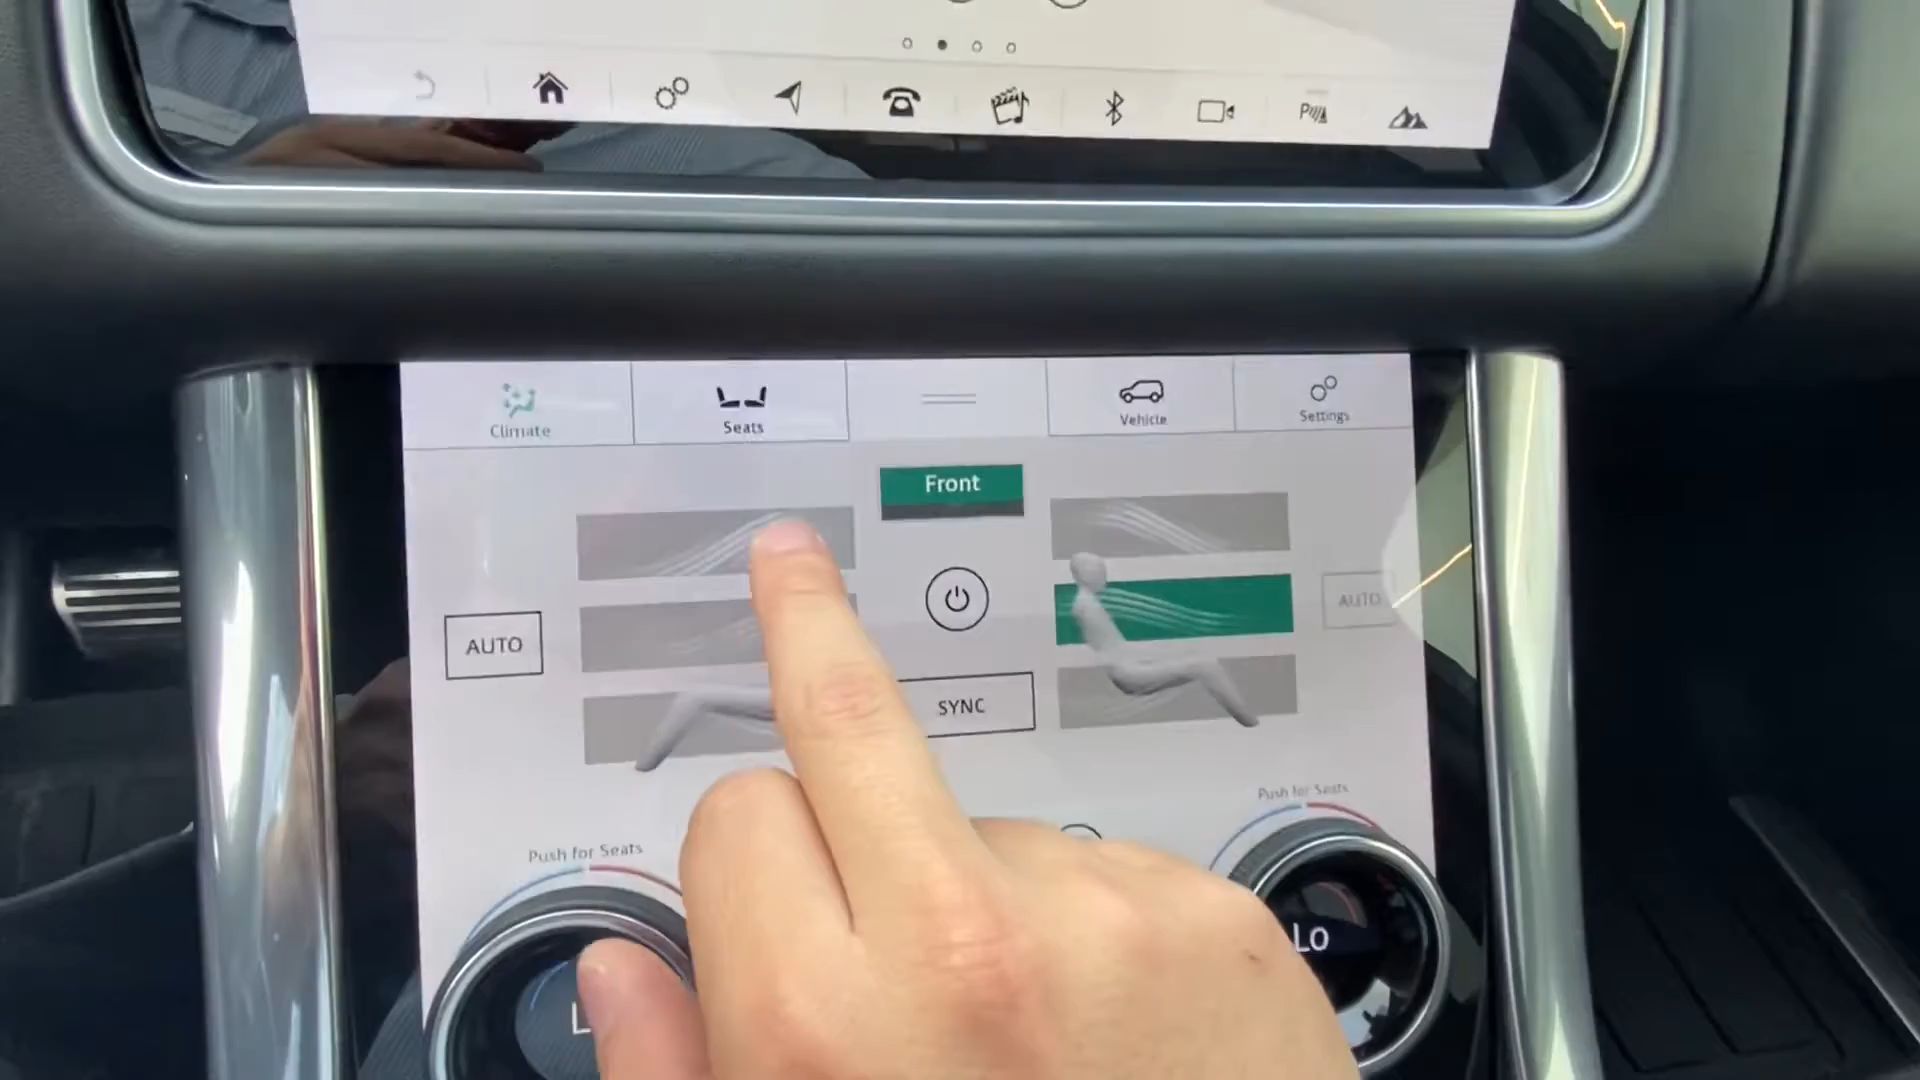 P
Climate
Seats
Vehicle
Settings
Front
AUTO
AUTO
SYNC
Push for Seats
Push for Seats
Lo
L